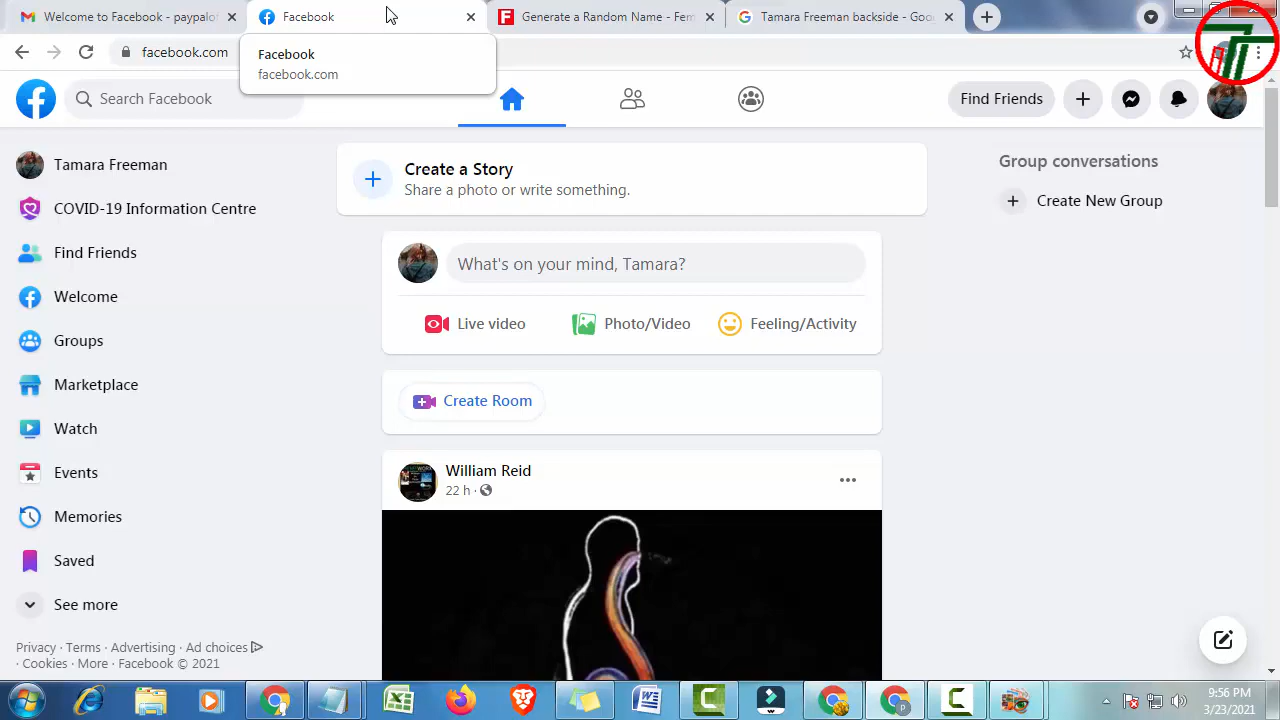 Welcome to Facebook - paypalo
Facebook
Generate a Random Name - Fem
Tamara Freeman backside - Go
facebook.com
Facebook
facebook.com
Search Facebook
Find Friends
Tamara Freeman
COVID-19 Information Centre
Find Friends
Welcome
Groups
Marketplace
Watch
Events
Memories
Saved
See more
Privacy · Terms · Advertising · Ad choices
· Cookies · More · Facebook © 2021
Create a Story
Share a photo or write something.
What's on your mind, Tamara?
Live video
Photo/Video
Feeling/Activity
Create Room
William Reid
22 h ·
Group conversations
Create New Group
9:56 PM
3/23/2021